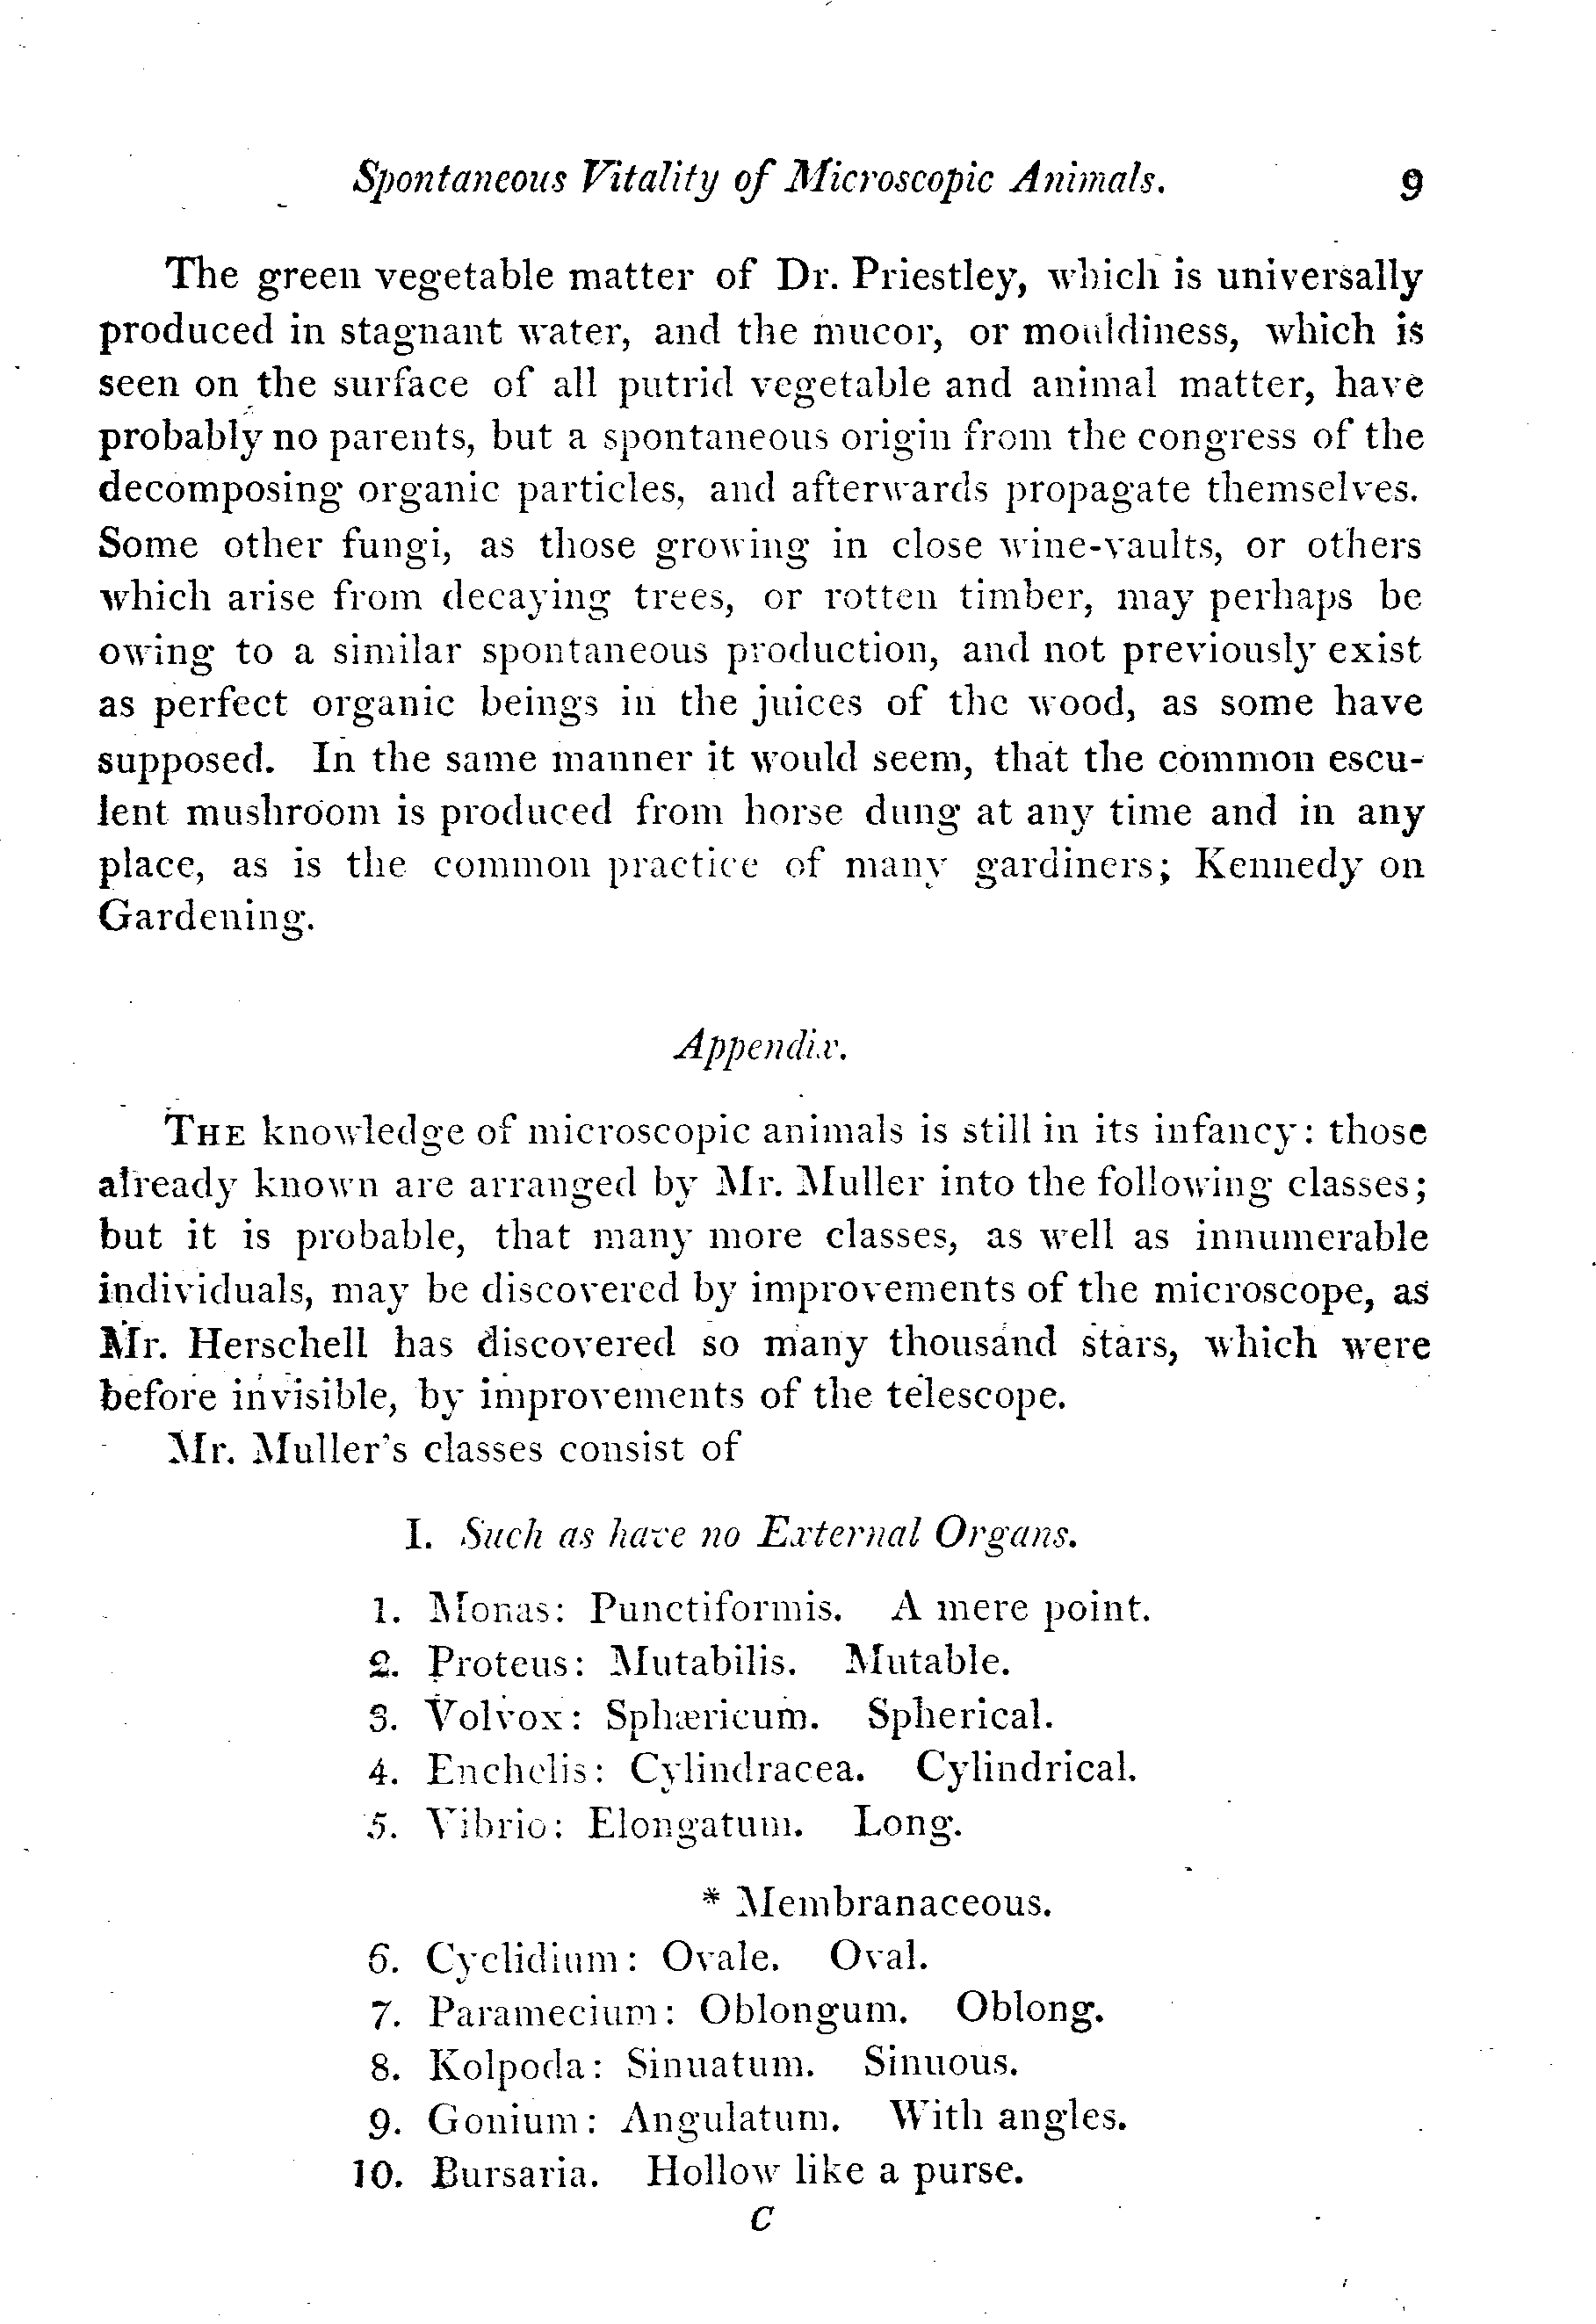 Spontaneous Vitality of Microscopic Animals. 9
The green vegetable matter of Dr. Priestley, which is universally
produced in stagnant water, and the mucor, or mouldiness, which is
seen on the surface of all putrid vegetable and animal matter, have
probably no parents, but a spontaneous origin from the congress of the
decomposing organic particles, and afterwards propagate themselves.
Some other fungi, as those growing in close wine-vaults, or others
which arise from decaying trees, or rotten timber, may perhaps be
owing to a similar spontaneous production, and not previously exist
as perfect organic beings in the juices of the wood, as some have
supposed. In the same manner it would seem, that the common escu-
lent mushroom is produced from horse dung at any time and in any
place, as is the common practice of many gardiners; Kennedy on
Gardening.
Appendix.
THE knowledge of microscopic animals is still in its infancy: those
already known are arranged by Mr. Muller into the following classes;
but it is probable, that many more classes, as well as innumerable
individuals, may be discovered by improvements of the microscope, as
Mr. Herschell has discovered so many thousand stars, which were
before invisible, by improvements of the telescope.
Mr. Muller's classes consist of
I. Such as have no External Organs.
1. Monas: Punctiformis. A mere point.
2. Proteus: Mutabilis. Mutable.
3. Volvox: Sphæricum. Spherical.
4. Enchelis: Cylindracea. Cylindrical.
5. Vibrio: Elongatum. Long.
* Membranaceous.
6. Cyclidium: Ovale. Oval.
7. Paramecium: Oblongum. Oblong.
8. Kolpoda: Sinuatum. Sinuous.
9. Gonium: Angulatum. With angles.
10. Bursaria. Hollow like a purse.
C